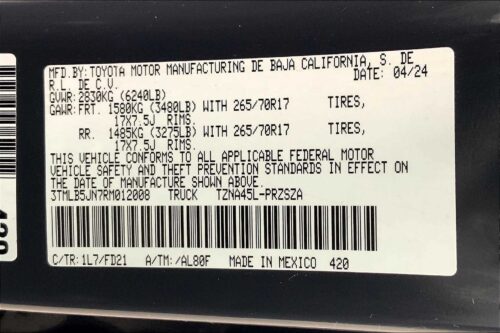 MFD.BY:TOYOTA MOTOR MANUFACTURING DE BAJA CALIFORNIA, S. DE
R.L. DE C.V. DATE: 04/24
GVWR: 2830KG (6240LB)
GAWR:FRT. 1580KG (3480LB) WITH 265/70R17 TIRES,
17X7.5J RIMS.
RR. 1485KG (3275LB) WITH 265/70R17 TIRES,
17X7.5J RIMS.
THIS VEHICLE CONFORMS TO ALL APPLICABLE FEDERAL MOTOR
VEHICLE SAFETY AND THEFT PREVENTION STANDARDS IN EFFECT
ON THE DATE OF MANUFACTURE SHOWN ABOVE.
3TMLB5JN7RM012008 TRUCK TZNA45L-PRZSZA
C/TR: 1L7/FD21 A/TM: /AL80F MADE IN MEXICO 420